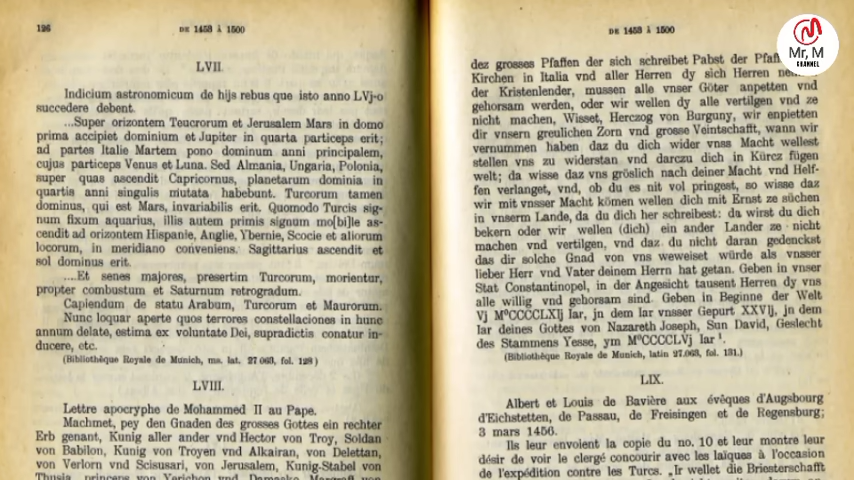 126
DE 1453 À 1500
LVII.
Indicium astronomicum de hijs rebus que isto anno LVj-o
succedere debent.
...Super orizontem Teucrorum et Jerusalem Mars in domo
prima accipiet dominium et Jupiter in quarta particeps erit;
ad partes Italie Martem pono dominum anni principalem,
cujus particeps Venus et Luna. Sed Almania, Ungaria, Polonia,
super quas ascendit Capricornus, planetarum dominia in
quartis anni singulis mutata habebunt. Turcorum tamen
dominus, qui est Mars, invariabilis erit. Quomodo Turcis sig-
num fixum aquarius, illis autem primis signum mo[bi]le as-
cendit ad orizontem Hispanie, Anglie, Ybernie, Scocie et aliorum
locorum, in meridiano conveniens. Sagittarius ascendit et
sol dominus erit.
....Et senes majores, presertim Turcorum, morientur,
propter combustum et Saturnum retrogradum.
Capiendum de statu Arabum, Turcorum et Maurorum.
Nunc loquar aperte quos terrores constellaciones in hunc
annum delate, estima ex voluntate Dei, supradictis conatur in-
ducere, etc.
(Bibliothèque Royale de Munich, ms. lat. 27 063, fol. 128)
LVIII.
Lettre apocryphe de Mohammed II au Pape.
Machmet, pey den Gnaden des grosses Gottes ein rechter
Erb genant, Kunig aller ander vnd Hector von Troy, Soldan
von Babilon, Kunig von Troyen vnd Alkairan, von Delettan,
von Verlorn vnd Scisusari, von Jerusalem, Kunig-Stabel von
Thusia, princeps von Yerichon vnd Damaske, Margraff von
DE 1453 À 1500
dez grosses Pfaffen der sich schreibet Pabst der
Kirchen in Italia vnd aller Herren dy sich Herren
der Kristenlender, mussen alle vnser Göter anpetten vnd
gehorsam werden, oder wir wellen dy alle vertilgen vnd ze
nicht machen, Wisset, Herczog von Burguny, wir enpietten
dir vnsern greulichen Zorn vnd grosse Veintschafft, wann wir
vernummen haben daz du dich wider vnss Macht wellest
stellen vns zu widerstan vnd darczu dich in Kürcz fügen
welt; da wisse daz vns gröslich nach deiner Macht vnd Helf-
fen verlanget, vnd, ob du es nit vol pringest, so wisse daz
wir mit vnsser Macht kömen wellen dich mit Ernst ze süchen
in vnserm Lande, da du dich her schreibest: da wirst du dich
bekern oder wir wellen (dich) ein ander Lander ze nicht
machen vnd vertilgen, vnd daz du nicht daran gedenckst
das dir solche Gnad von vns weweiset würde als vnsser
lieber Herr vnd Vater deinem Herrn hat getan. Geben in vnser
Stat Constantinopel, in der Angesicht tausent Herren dy vns
alle willig vnd gehorsam sind. Geben in Beginne der Welt
Vj MºCCCCLXIj Iar, jn dem Iar vnsser Gepurt XXVIj, jn dem
Iar deines Gottes von Nazareth Joseph, Sun David, Geslecht
des Stammens Yesse, ym MºCCCCLVj Iar ¹.
(Bibliothèque Royale de Munich, latin 27.063, fol. 131.)
LIX.
Albert et Louis de Bavière aux évêques d'Augsbourg
d'Eichstetten, de Passau, de Freisingen et de Regensburg;
3 mars 1456.
Ils leur envoient la copie du no. 10 et leur montre leur
désir de voir le clergé concourir avec les laïques à l'occasion
de l'expédition contre les Turcs. „Ir wellet die Briesterschafft
Mr, M
CHANNEL